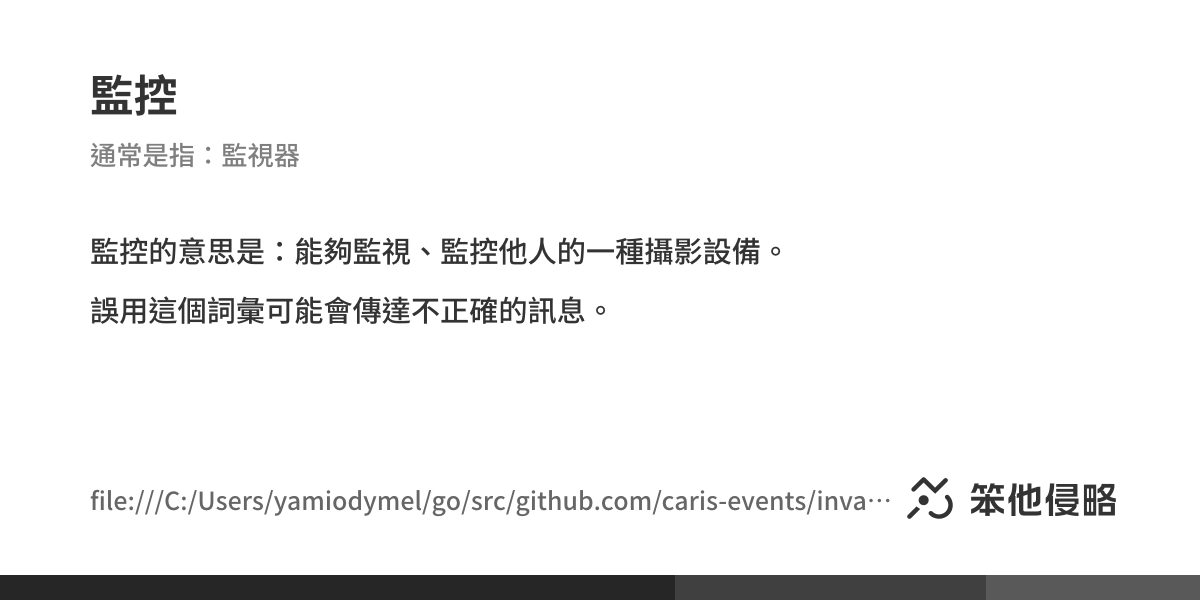 監控
通常是指：監視器
監控的意思是：能夠監視、監控他人的一種攝影設備。
誤用這個詞彙可能會傳達不正確的訊息。
file:///C:/Users/yamiodymel/go/src/github.com/caris-events/inva…
笨他侵略